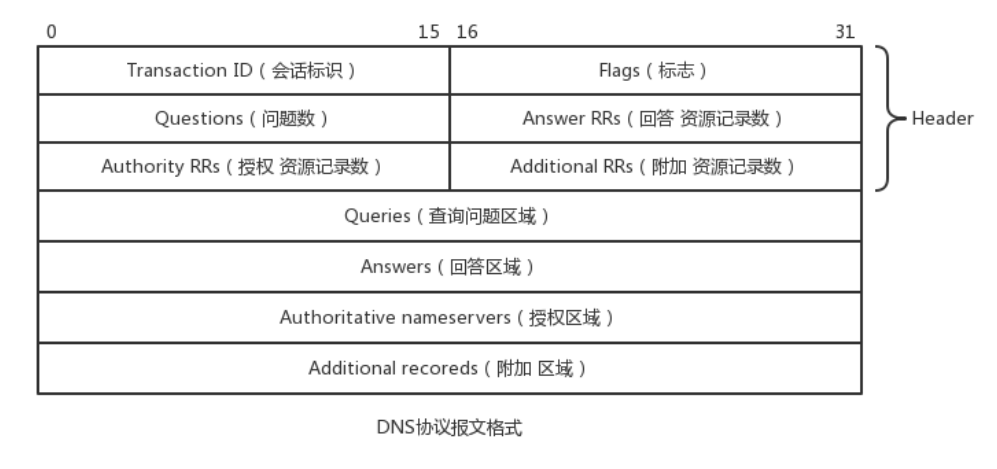 0 15 16 31
Transaction ID ( 会话标识 ) Flags ( 标志 )
Questions ( 问题数 ) Answer RRs ( 回答 资源记录数 )
Header
Authority RRs ( 授权 资源记录数 ) Additional RRs ( 附加 资源记录数 )
Queries ( 查询问题区域 )
Answers ( 回答区域 )
Authoritative nameservers ( 授权区域 )
Additional recoreds ( 附加 区域 )
DNS协议报文格式